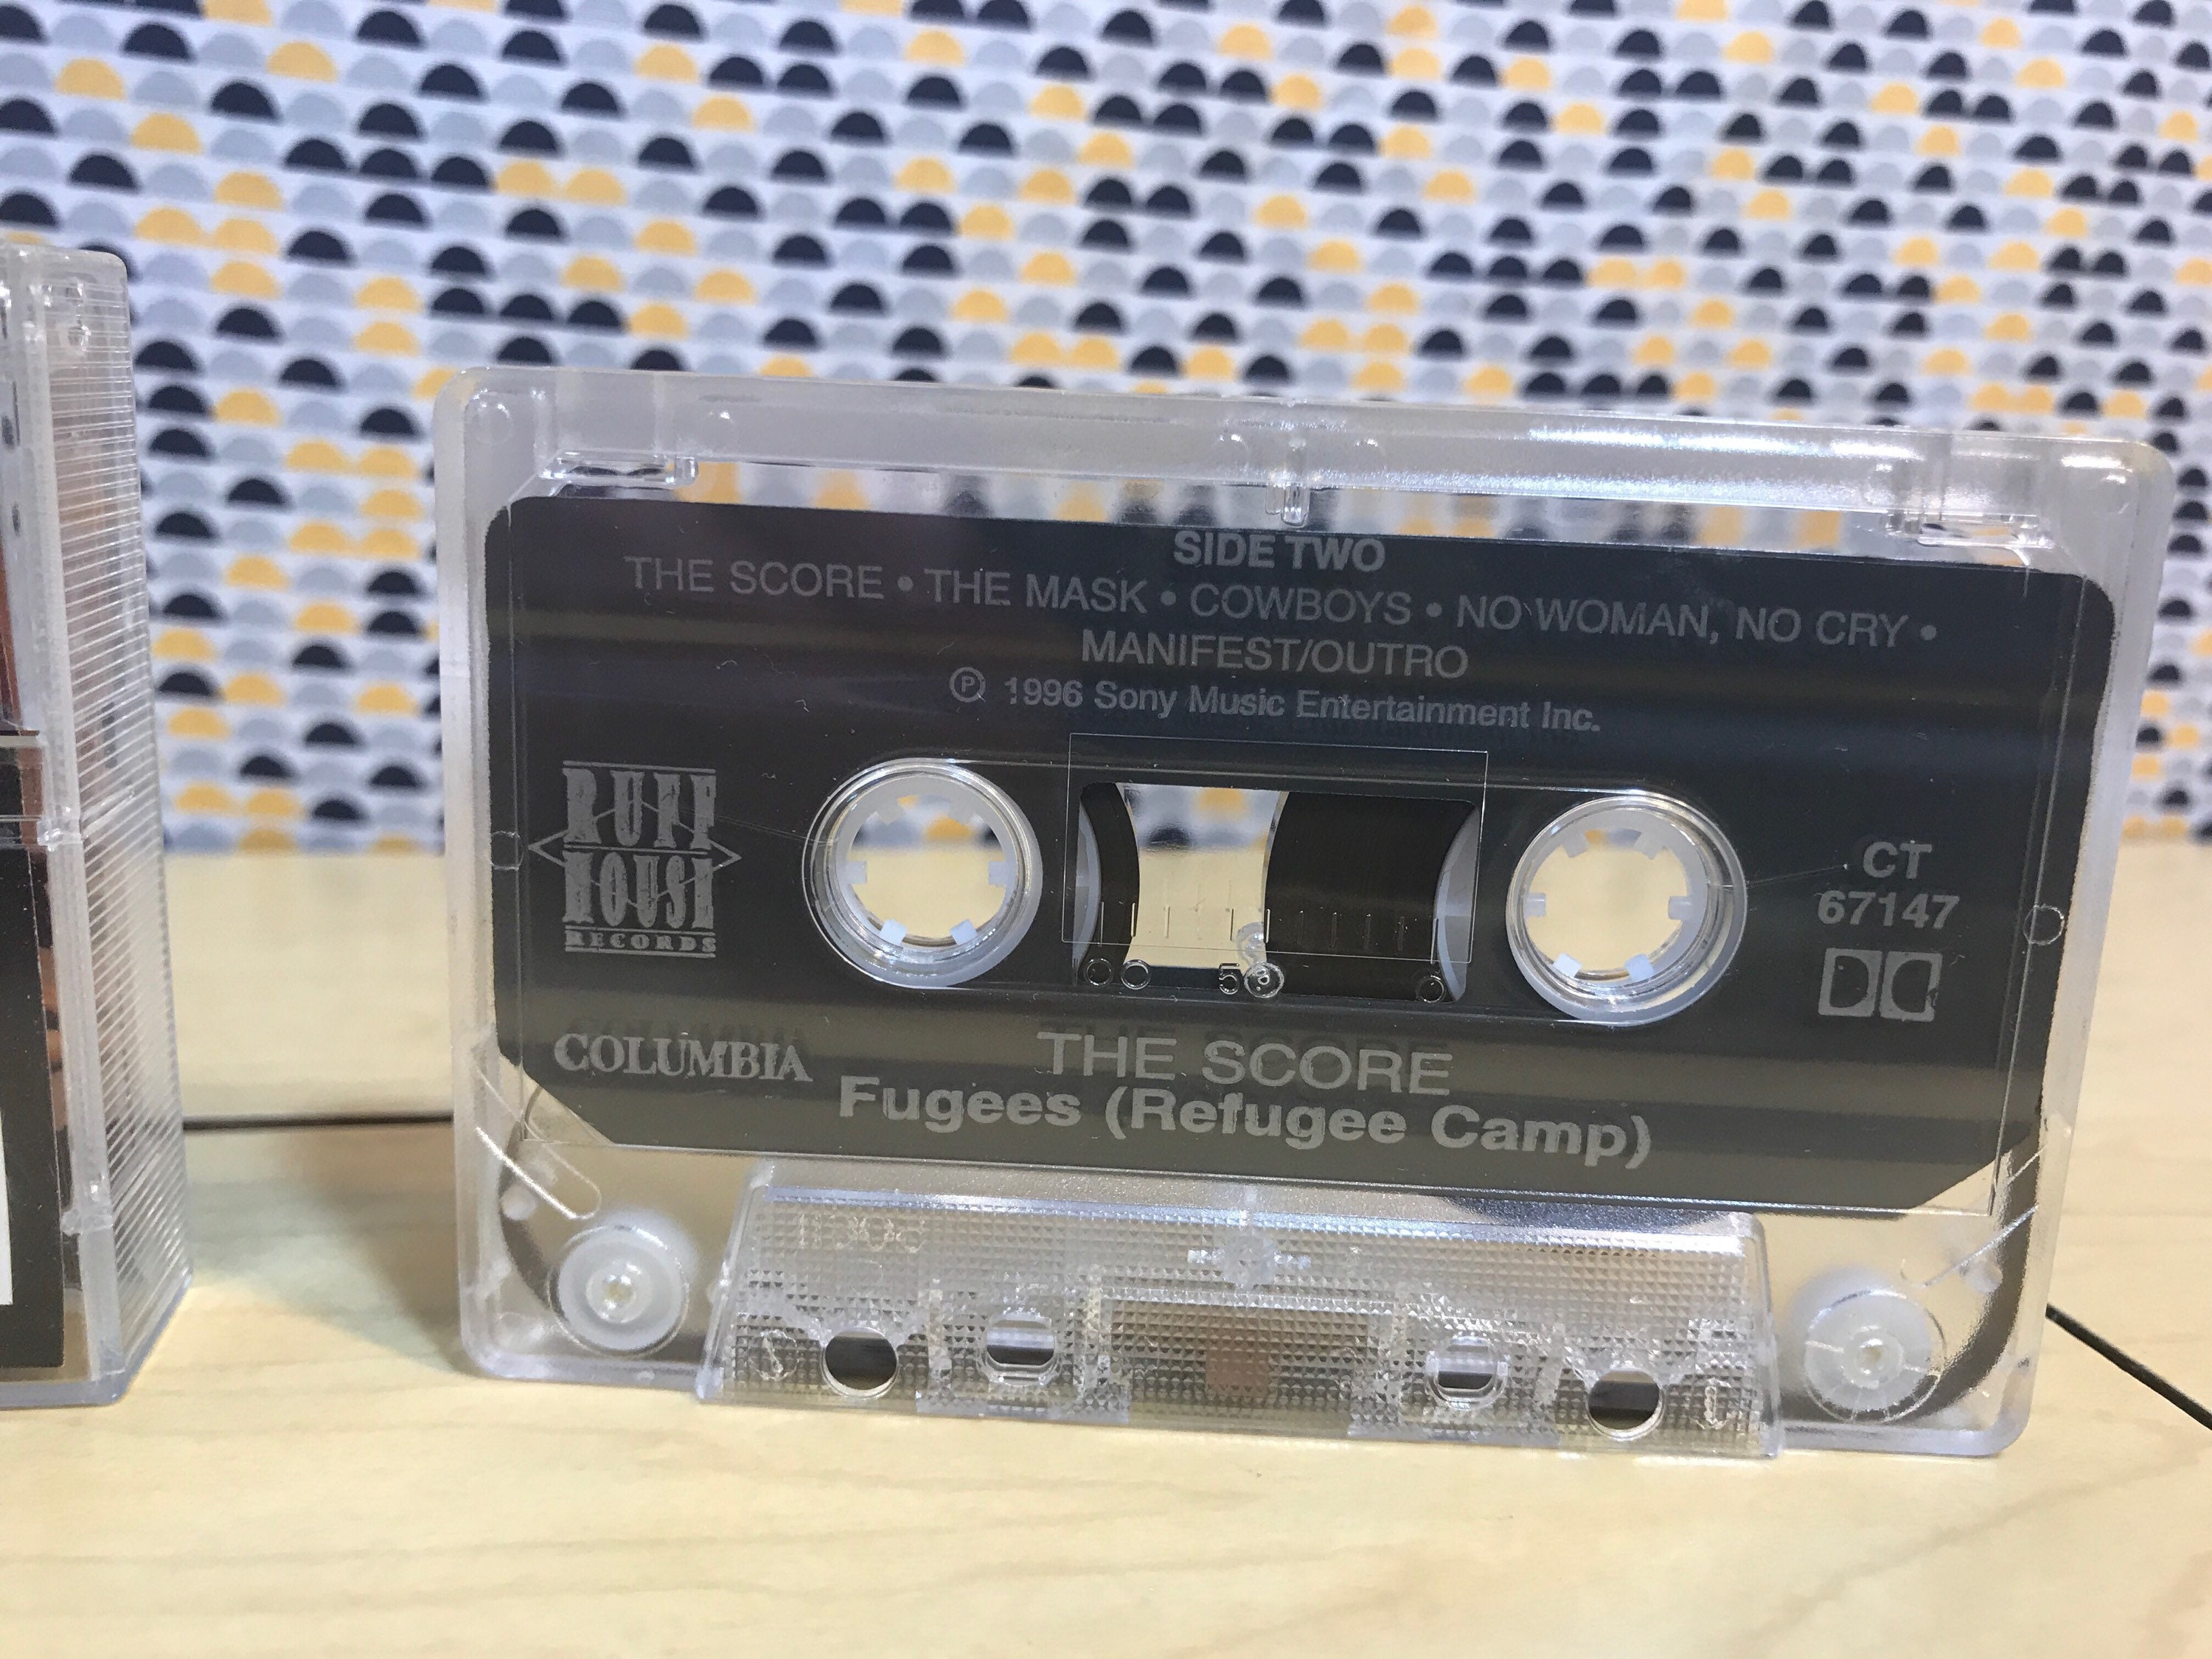 SIDE TWO
THE SCORE • THE MASK • COWBOYS • NO WOMAN, NO CRY •
MANIFEST/OUTRO
Ⓟ 1996 Sony Music Entertainment Inc.
RUFF
HOUSE
RECORDS
CT
67147
5
COLUMBIA
THE SCORE
Fugees (Refugee Camp)